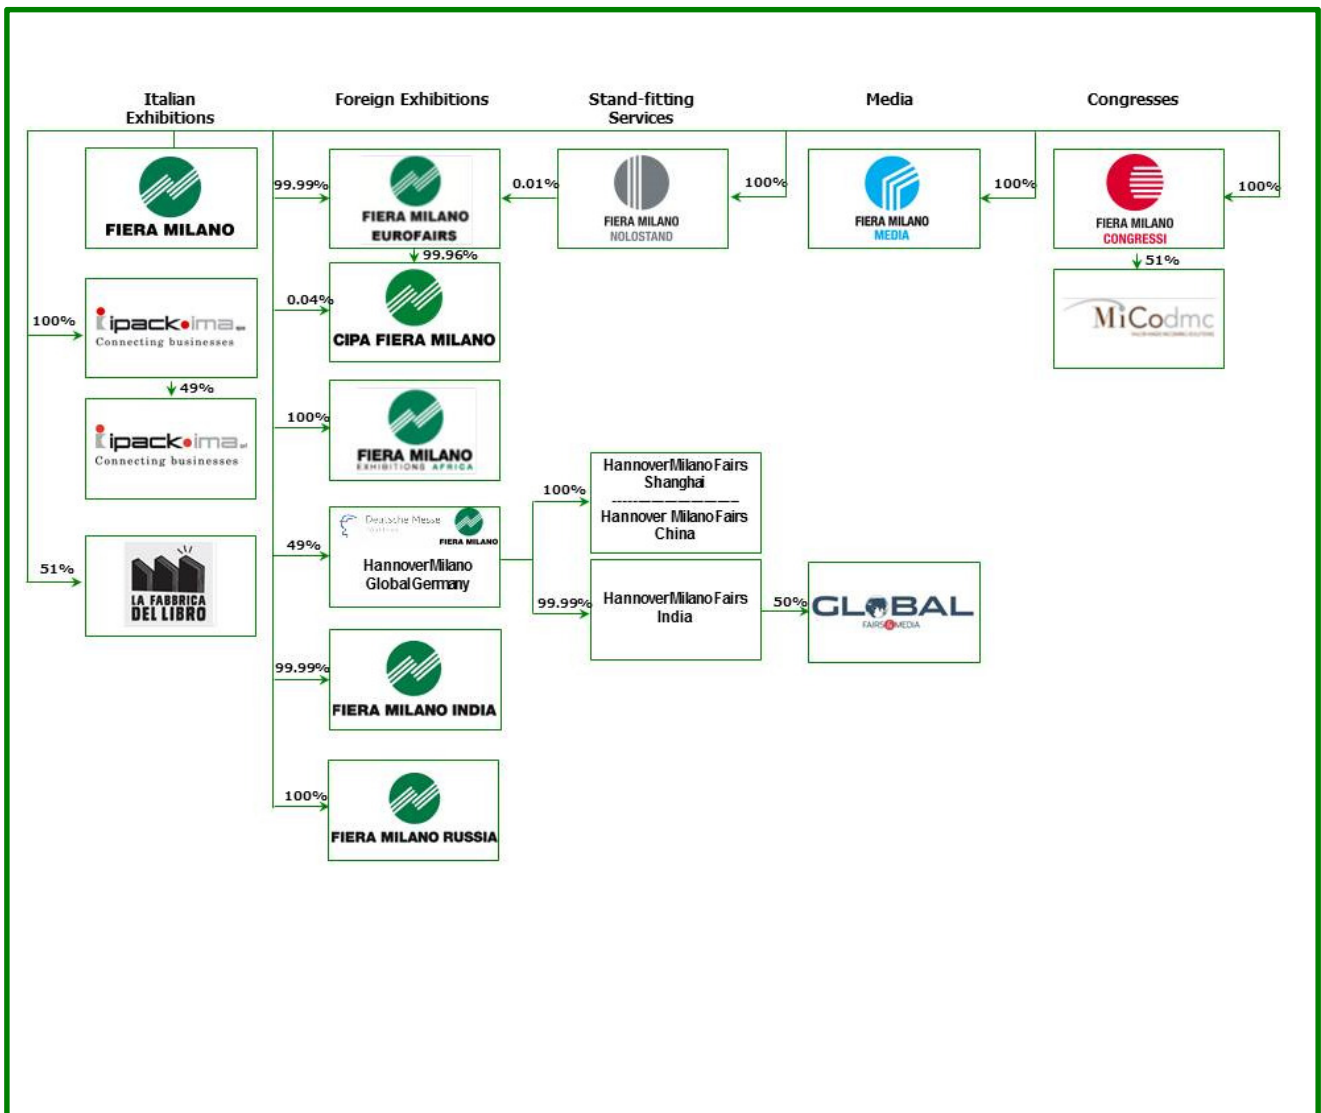 Italian
Exhibitions
Foreign Exhibitions
Stand-fitting
Services
Media
Congresses
FIERA MILANO
99.99%
FIERA MILANO
EUROFAIRS
0.01%
FIERA MILANO
NOLOSTAND
100%
FIERA MILANO
MEDIA
100%
FIERA MILANO
CONGRESSI
100%
99.96%
51%
100%
ipack•ima
Connecting businesses
0.04%
CIPA FIERA MILANO
MiCodmc
49%
ipack•ima srl
Connecting businesses
100%
FIERA MILANO
EXHIBITIONS AFRICA
49%
Deutsche Messe
FIERA MILANO
HannoverMilano
Global Germany
100%
HannoverMilano Fairs
Shanghai
--------------------
Hannover Milano Fairs
China
51%
LA FABBRICA
DEL LIBRO
99.99%
HannoverMilano Fairs
India
50%
GLOBAL
FAIRS&MEDIA
99.99%
FIERA MILANO INDIA
100%
FIERA MILANO RUSSIA